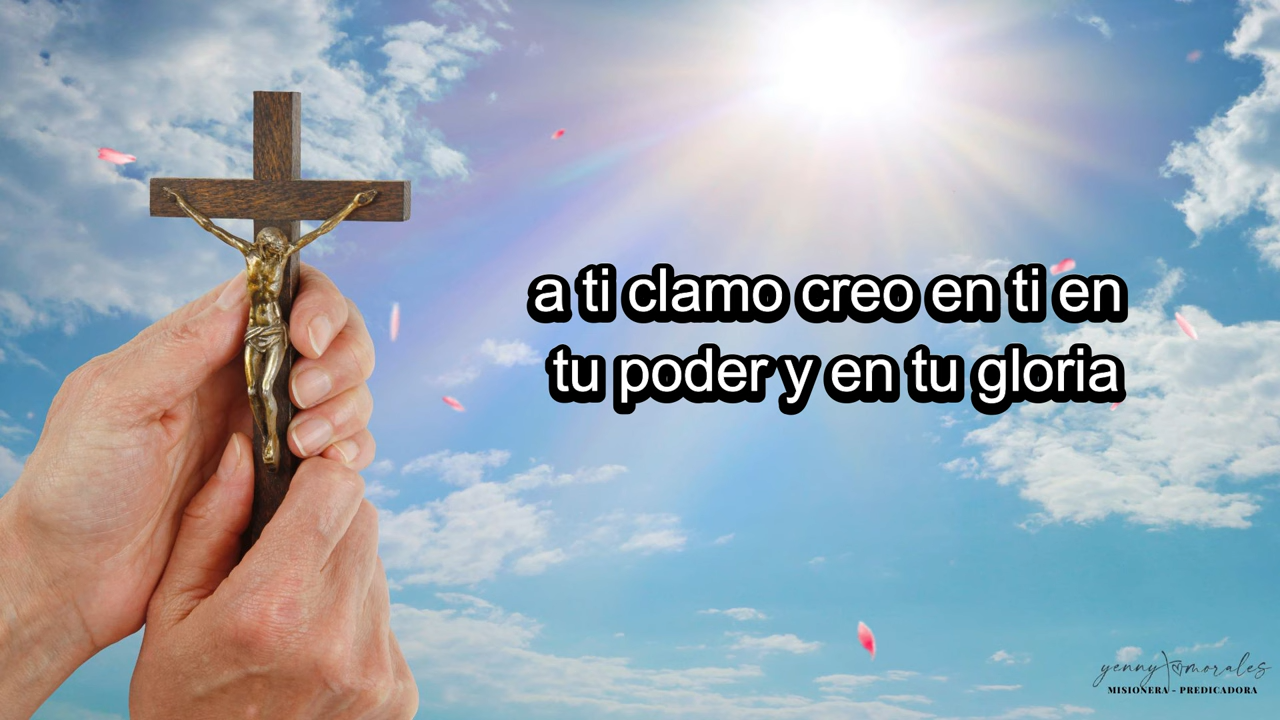 a ti clamo creo en ti en
tu poder y en tu gloria
yenny morales
MISIONERA - PREDICADORA